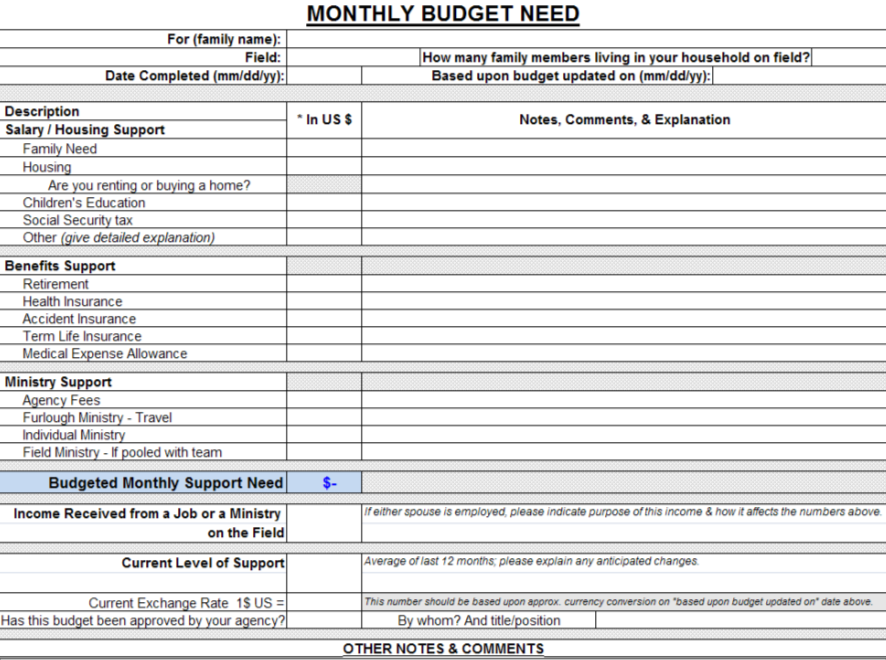 MONTHLY BUDGET NEED
For (family name):
Field: How many family members living in your household on field?
Date Completed (mm/dd/yy): Based upon budget updated on (mm/dd/yy):
Description * In US $ Notes, Comments, & Explanation
Salary / Housing Support
Family Need
Housing
Are you renting or buying a home?
Children's Education
Social Security tax
Other (give detailed explanation)
Benefits Support
Retirement
Health Insurance
Accident Insurance
Term Life Insurance
Medical Expense Allowance
Ministry Support
Agency Fees
Furlough Ministry - Travel
Individual Ministry
Field Ministry - If pooled with team
Budgeted Monthly Support Need $-
Income Received from a Job or a Ministry If either spouse is employed, please indicate purpose of this income & how it affects the numbers above.
on the Field
Current Level of Support Average of last 12 months; please explain any anticipated changes.
Current Exchange Rate 1$ US = This number should be based upon approx. currency conversion on "based upon budget updated on" date above.
Has this budget been approved by your agency? By whom? And title/position
OTHER NOTES & COMMENTS